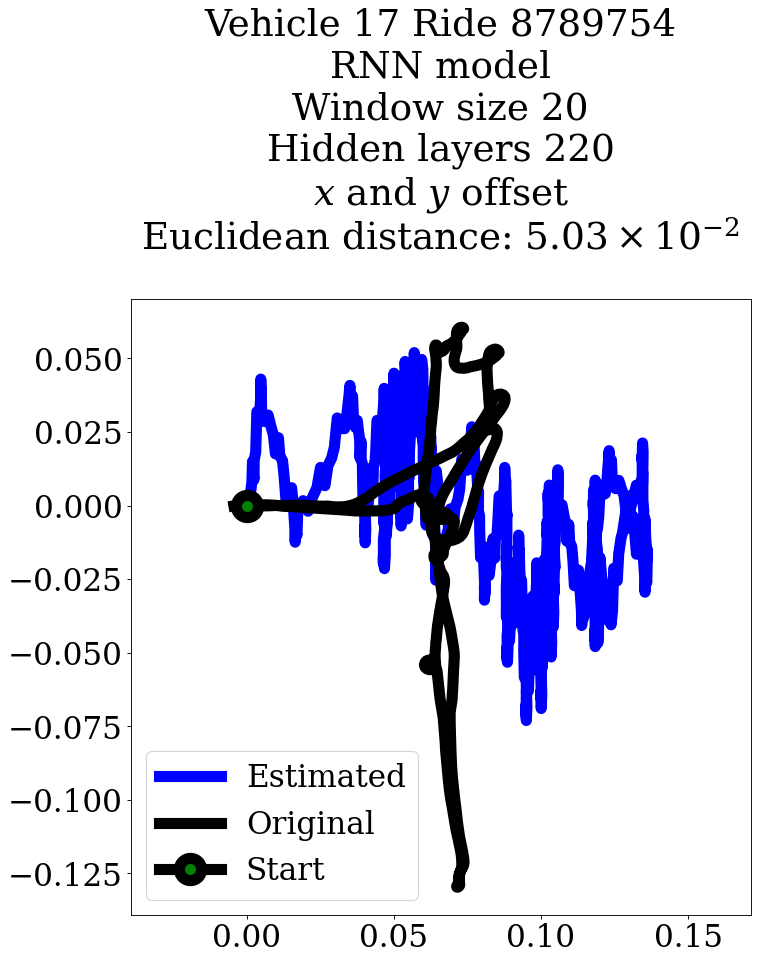 Vehicle 17 Ride 8789754
RNN model
Window size 20
Hidden layers 220
x and y offset
Euclidean distance: 5.03 × 10⁻²
0.050
0.025
0.000
−0.025
−0.050
−0.075
−0.100
−0.125
Estimated
Original
Start
0.00 0.05 0.10 0.15